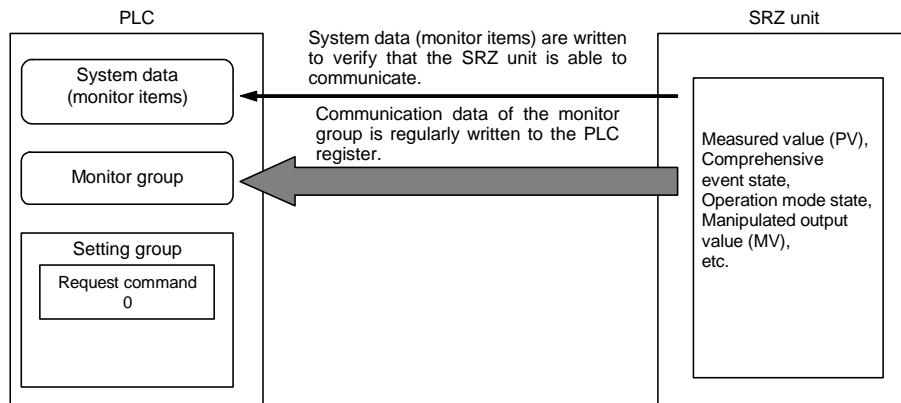 PLC
SRZ unit
System data (monitor items) are written
to verify that the SRZ unit is able to
communicate.
System data
(monitor items)
Communication data of the monitor
group is regularly written to the PLC
register.
Monitor group
Measured value (PV),
Comprehensive
event state,
Operation mode state,
Manipulated output
value (MV),
etc.
Setting group
Request command
0